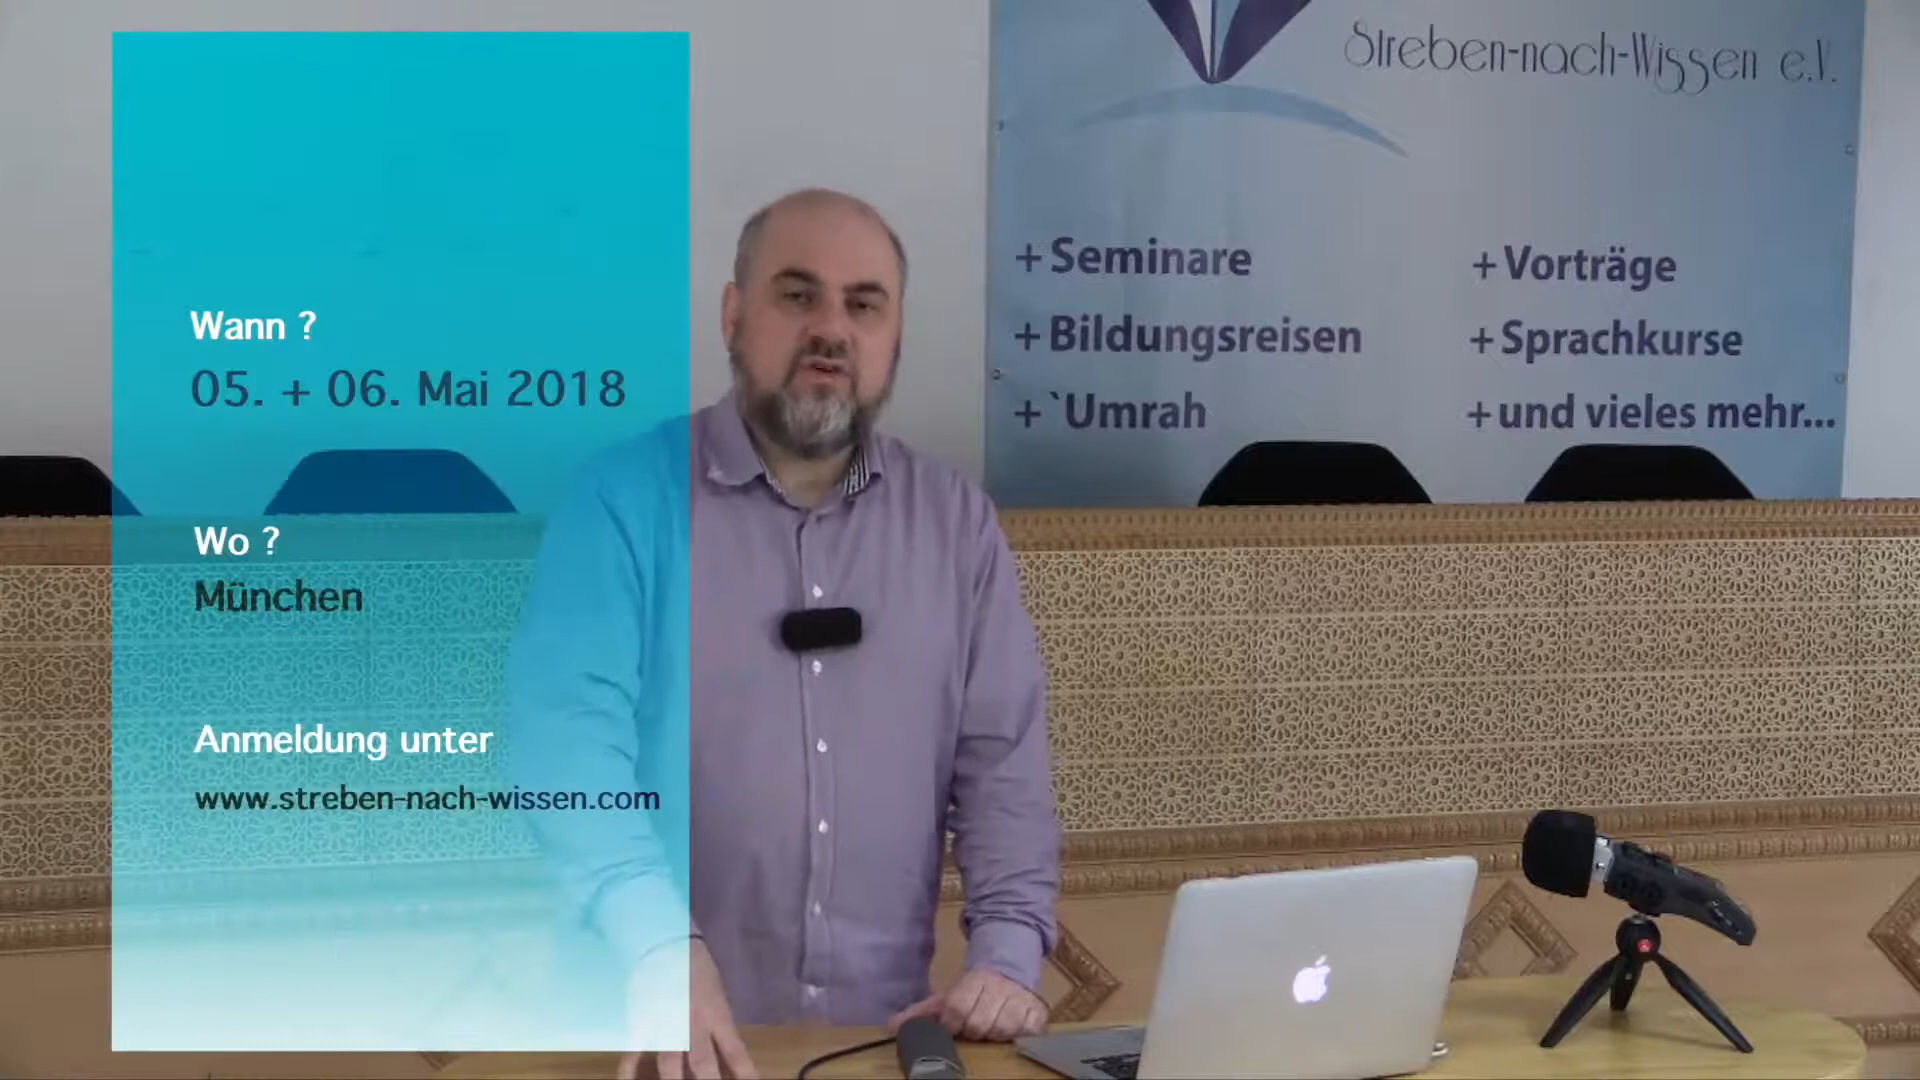 Wann ?
05. + 06. Mai 2018
Wo ?
München
Anmeldung unter
www.streben-nach-wissen.com
Streben-nach-Wissen e.V.
+ Seminare
+ Bildungsreisen
+ `Umrah
+ Vorträge
+ Sprachkurse
+ und vieles mehr...